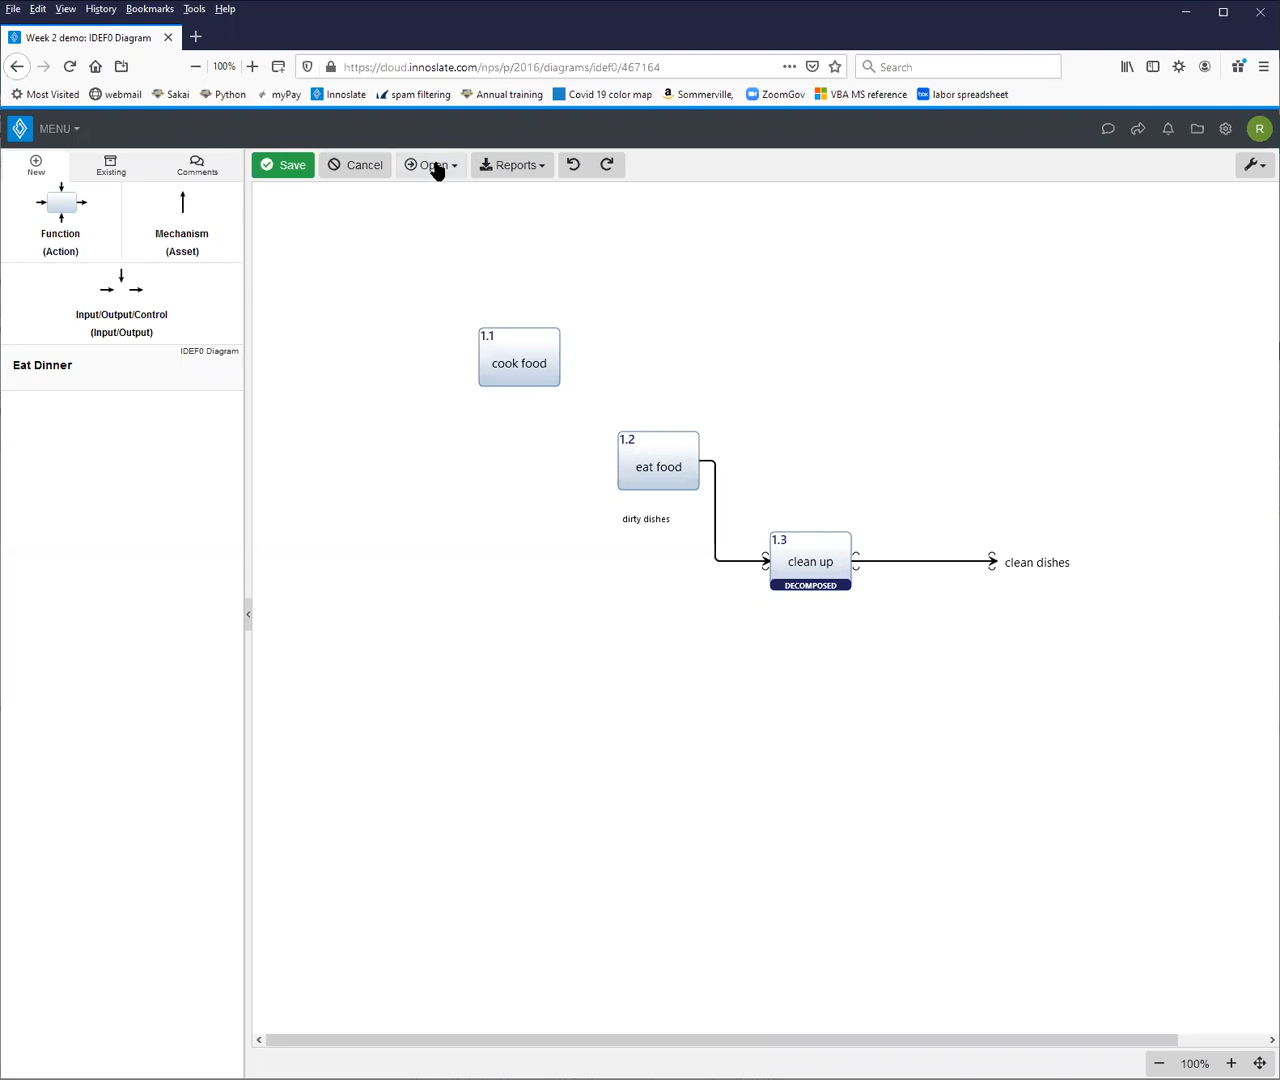 File Edit View History Bookmarks Tools Help
Week 2 demo: IDEF0 Diagram
100% https://cloud.innoslate.com/nps/p/2016/diagrams/idef0/467164 Search
Most Visited webmail Sakai Python myPay Innoslate spam filtering Annual training Covid 19 color map Sommerville, ZoomGov VBA MS reference labor spreadsheet
MENU R
New Existing Comments
Save Cancel Open Reports
Function
(Action)
Mechanism
(Asset)
Input/Output/Control
(Input/Output)
IDEF0 Diagram
Eat Dinner
1.1
cook food
1.2
eat food
dirty dishes
1.3
clean up
DECOMPOSED
clean dishes
100%